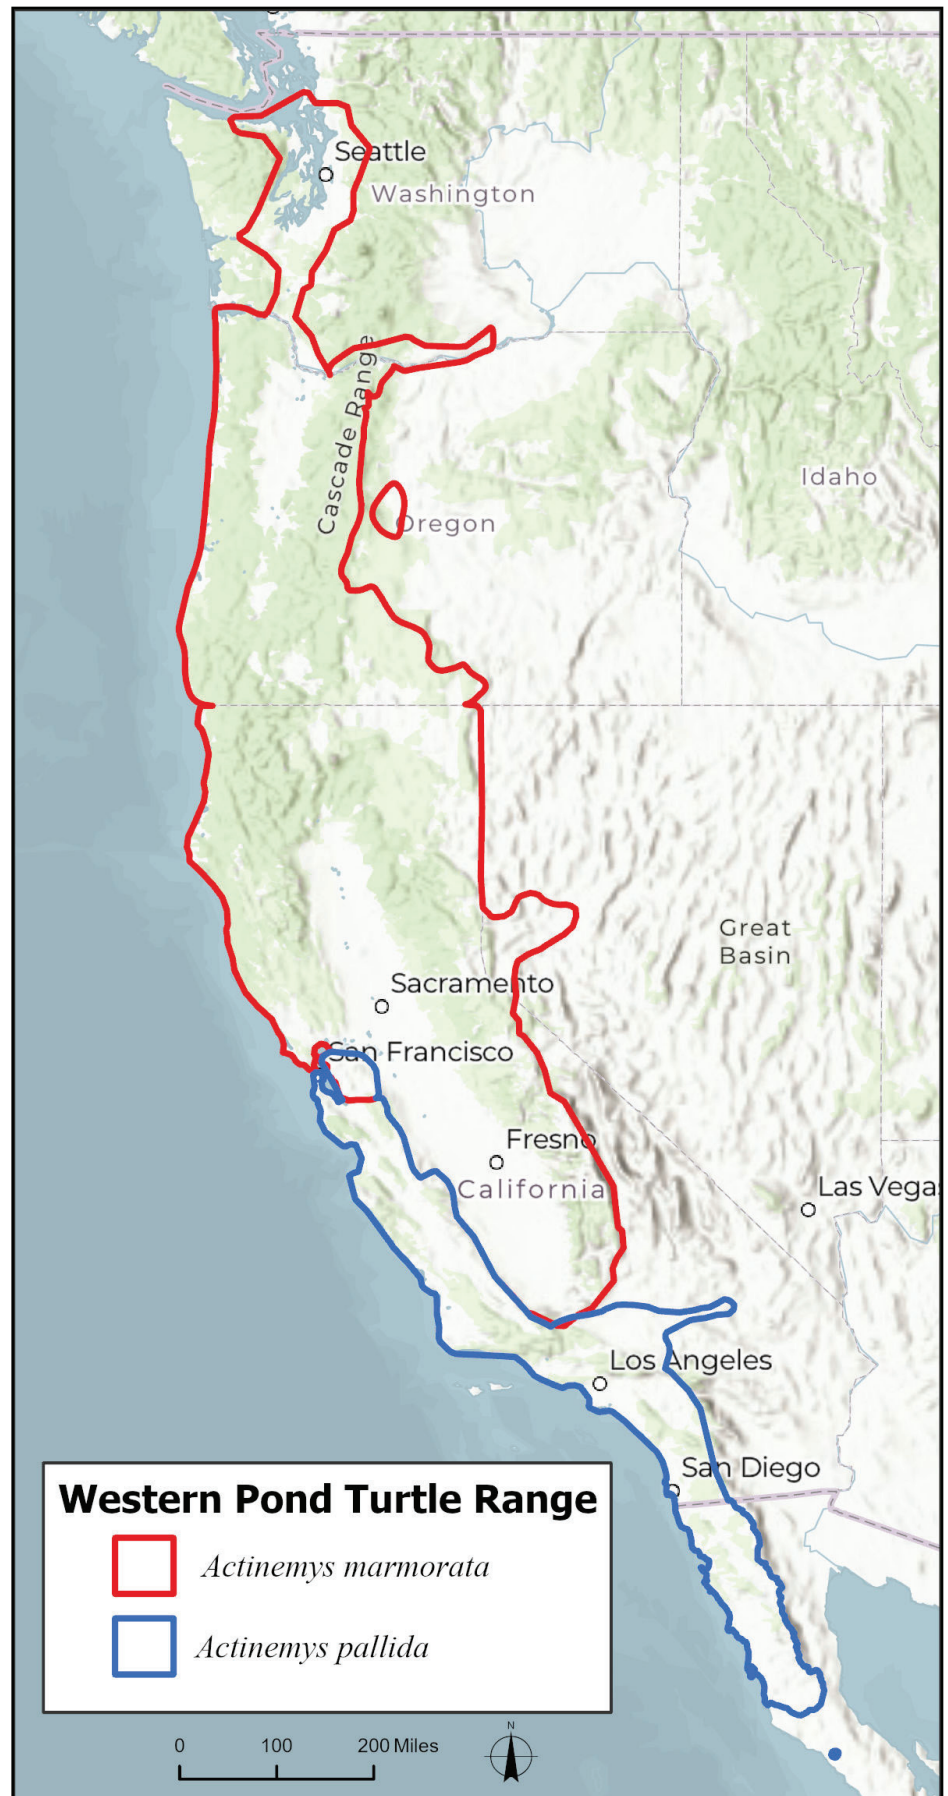 Seattle
Washington
Cascade Range
Idaho
Oregon
Great
Basin
Sacramento
San Francisco
Fresno
California
Las Vega
Los Angeles
San Diego
Western Pond Turtle Range
Actinemys marmorata
Actinemys pallida
N
0 100 200 Miles